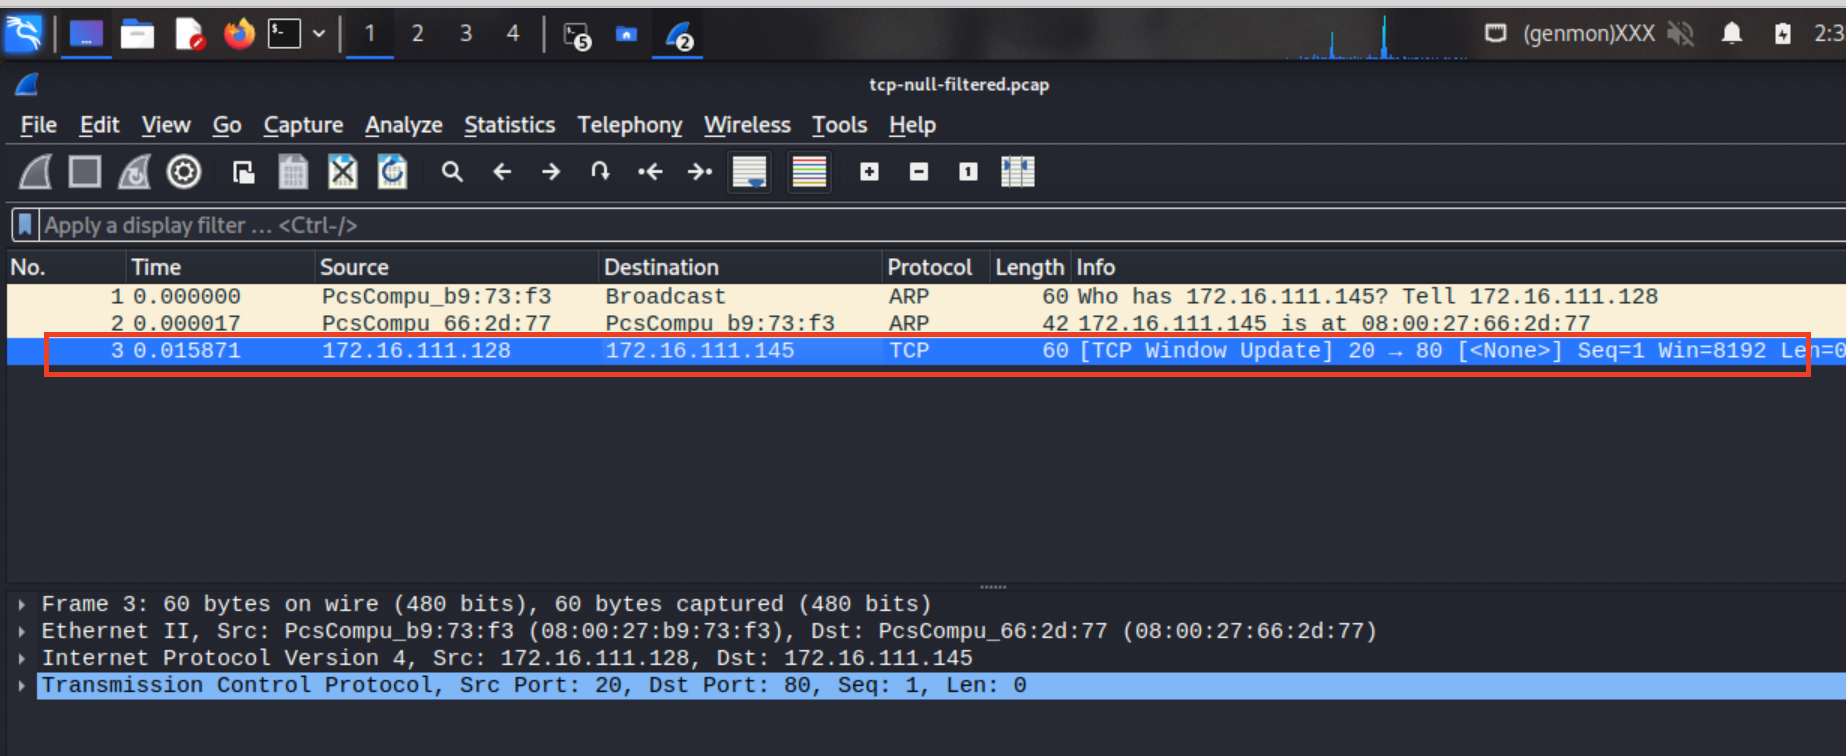 1 2 3 4 5 2 (genmon)XXX 2:3
tcp-null-filtered.pcap
File Edit View Go Capture Analyze Statistics Telephony Wireless Tools Help
Apply a display filter ... <Ctrl-/>
No. Time Source Destination Protocol Length Info
1 0.000000 PcsCompu_b9:73:f3 Broadcast ARP 60 Who has 172.16.111.145? Tell 172.16.111.128
2 0.000017 PcsCompu_66:2d:77 PcsCompu_b9:73:f3 ARP 42 172.16.111.145 is at 08:00:27:66:2d:77
3 0.015871 172.16.111.128 172.16.111.145 TCP 60 [TCP Window Update] 20 → 80 [<None>] Seq=1 Win=8192 Len=0
Frame 3: 60 bytes on wire (480 bits), 60 bytes captured (480 bits)
Ethernet II, Src: PcsCompu_b9:73:f3 (08:00:27:b9:73:f3), Dst: PcsCompu_66:2d:77 (08:00:27:66:2d:77)
Internet Protocol Version 4, Src: 172.16.111.128, Dst: 172.16.111.145
Transmission Control Protocol, Src Port: 20, Dst Port: 80, Seq: 1, Len: 0